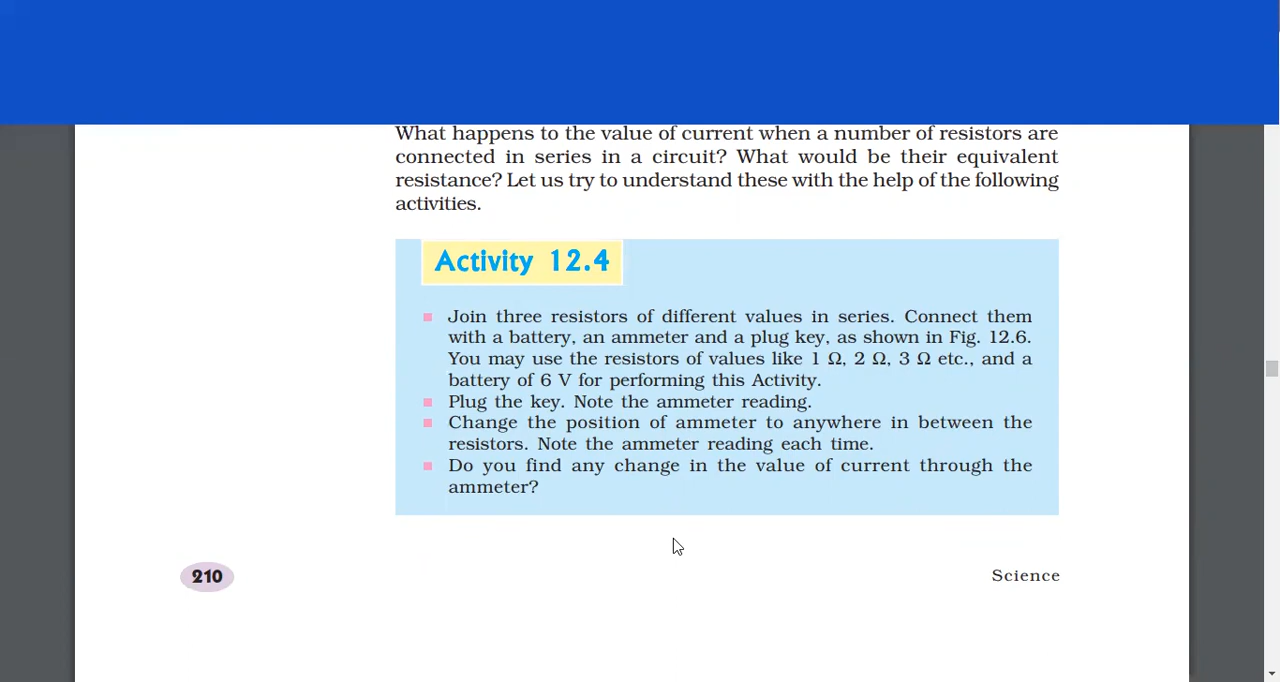 What happens to the value of current when a number of resistors are
connected in series in a circuit? What would be their equivalent
resistance? Let us try to understand these with the help of the following
activities.
Activity 12.4
Join three resistors of different values in series. Connect them
with a battery, an ammeter and a plug key, as shown in Fig. 12.6.
You may use the resistors of values like 1 Ω, 2 Ω, 3 Ω etc., and a
battery of 6 V for performing this Activity.
Plug the key. Note the ammeter reading.
Change the position of ammeter to anywhere in between the
resistors. Note the ammeter reading each time.
Do you find any change in the value of current through the
ammeter?
210
Science